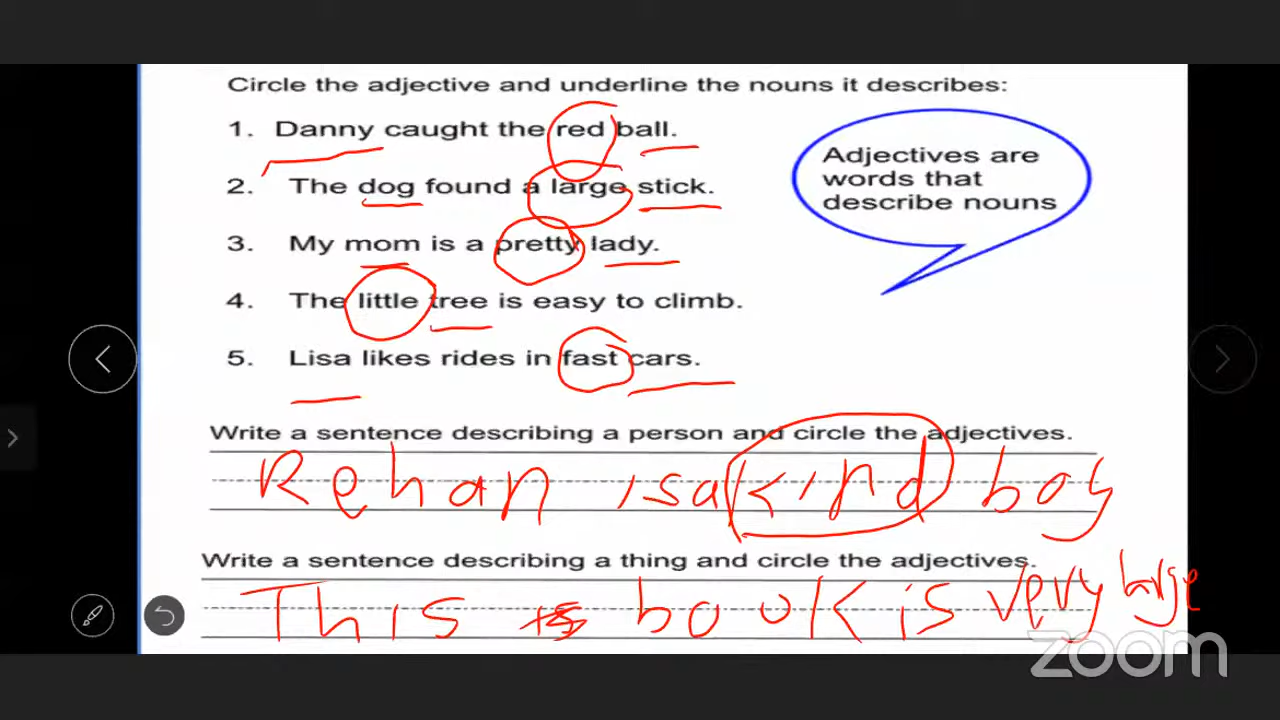 Circle the adjective and underline the nouns it describes:
1. Danny caught the red ball.
2. The dog found a large stick.
3. My mom is a pretty lady.
4. The little tree is easy to climb.
5. Lisa likes rides in fast cars.
Adjectives are
words that
describe nouns
Write a sentence describing a person and circle the adjectives.
Rehan is a kind boy
Write a sentence describing a thing and circle the adjectives.
This book is very large
zoom